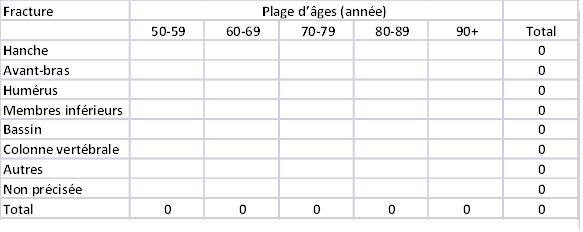 Fracture Plage d'âges (année)
50-59 60-69 70-79 80-89 90+ Total
Hanche 0
Avant-bras 0
Humérus 0
Membres inférieurs 0
Bassin 0
Colonne vertébrale 0
Autres 0
Non précisée 0
Total 0 0 0 0 0 0